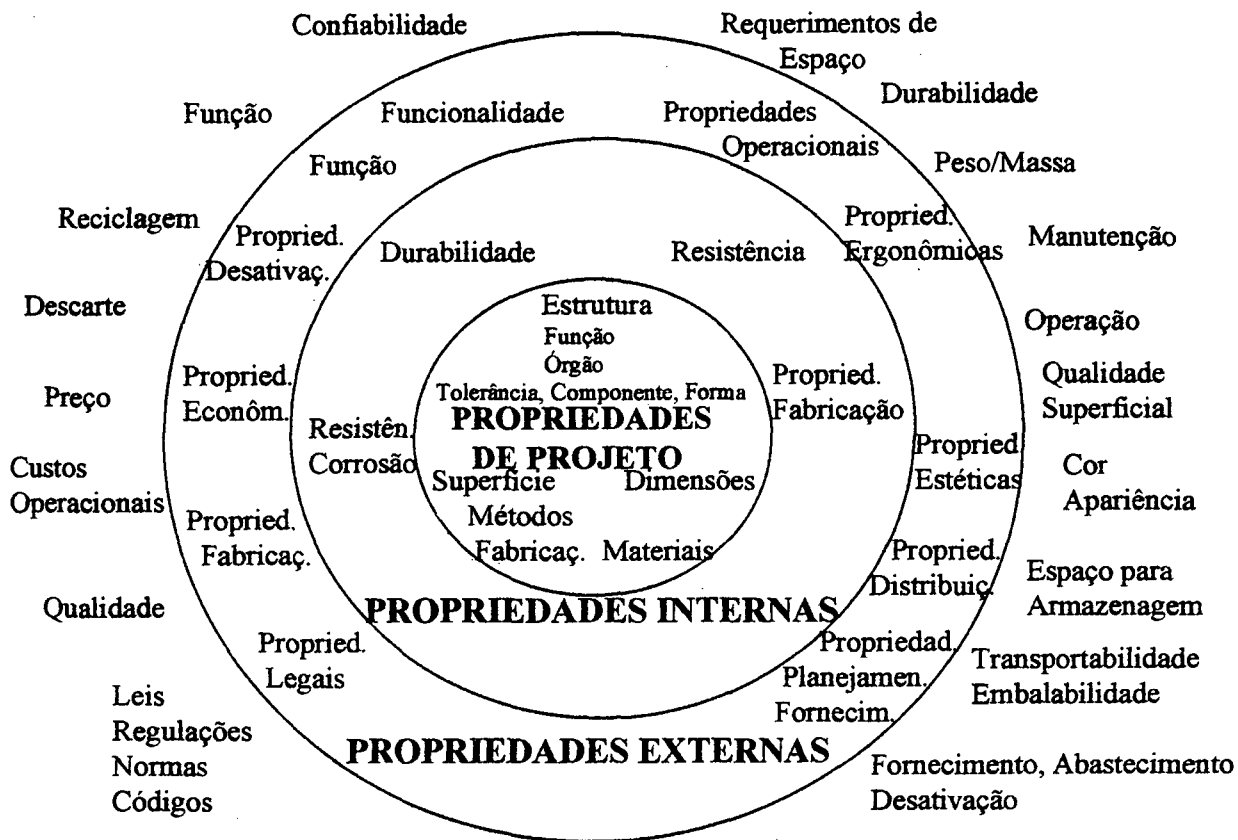 Confiabilidade
Requerimentos de
Espaço
Função
Funcionalidade
Propriedades
Operacionais
Durabilidade
Função
Peso/Massa
Reciclagem
Propried.
Desativaç.
Durabilidade
Resistência
Propried.
Ergonômicas
Manutenção
Descarte
Estrutura
Função
Órgão
Tolerância, Componente, Forma
PROPRIEDADES
DE PROJETO
Superfície
Dimensões
Métodos
Fabricaç.
Materiais
Operação
Preço
Propried.
Econôm.
Resistên.
Corrosão
Propried.
Fabricação
Qualidade
Superficial
Custos
Operacionais
Propried.
Fabricaç.
Propried.
Estéticas
Cor
Apariência
Propried.
Distribuiç.
Espaço para
Armazenagem
Qualidade
PROPRIEDADES INTERNAS
Propried.
Legais
Propriedad.
Planejamen.
Fornecim.
Transportabilidade
Embalabilidade
Leis
Regulações
Normas
Códigos
PROPRIEDADES EXTERNAS
Fornecimento, Abastecimento
Desativação